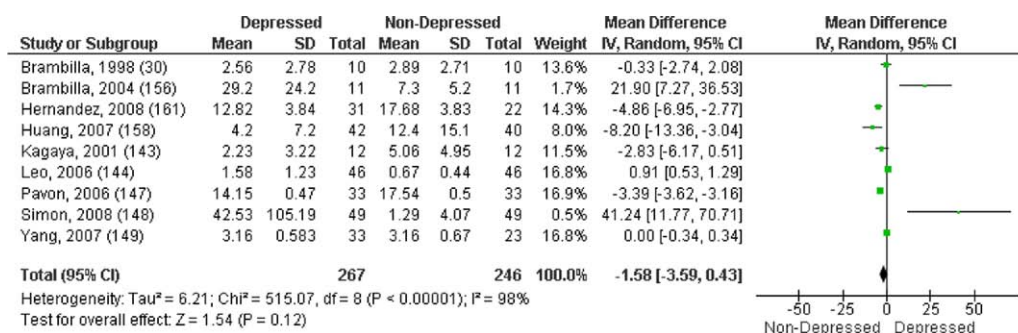 Depressed Non-Depressed Mean Difference Mean Difference
Study or Subgroup Mean SD Total Mean SD Total Weight IV, Random, 95% CI IV, Random, 95% CI
Brambilla, 1998 (30) 2.56 2.78 10 2.89 2.71 10 13.6% -0.33 [-2.74, 2.08]
Brambilla, 2004 (156) 29.2 24.2 11 7.3 5.2 11 1.7% 21.90 [7.27, 36.53]
Hernandez, 2008 (161) 12.82 3.84 31 17.68 3.83 22 14.3% -4.86 [-6.95, -2.77]
Huang, 2007 (158) 4.2 7.2 42 12.4 15.1 40 8.0% -8.20 [-13.36, -3.04]
Kagaya, 2001 (143) 2.23 3.22 12 5.06 4.95 12 11.5% -2.83 [-6.17, 0.51]
Leo, 2006 (144) 1.58 1.23 46 0.67 0.44 46 16.8% 0.91 [0.53, 1.29]
Pavon, 2006 (147) 14.15 0.47 33 17.54 0.5 33 16.9% -3.39 [-3.62, -3.16]
Simon, 2008 (148) 42.53 105.19 49 1.29 4.07 49 0.5% 41.24 [11.77, 70.71]
Yang, 2007 (149) 3.16 0.583 33 3.16 0.67 23 16.8% 0.00 [-0.34, 0.34]
Total (95% CI) 267 246 100.0% -1.58 [-3.59, 0.43]
Heterogeneity: Tau² = 6.21; Chi² = 515.07, df = 8 (P < 0.00001); I² = 98%
Test for overall effect: Z = 1.54 (P = 0.12)
-50 -25 0 25 50
Non-Depressed Depressed